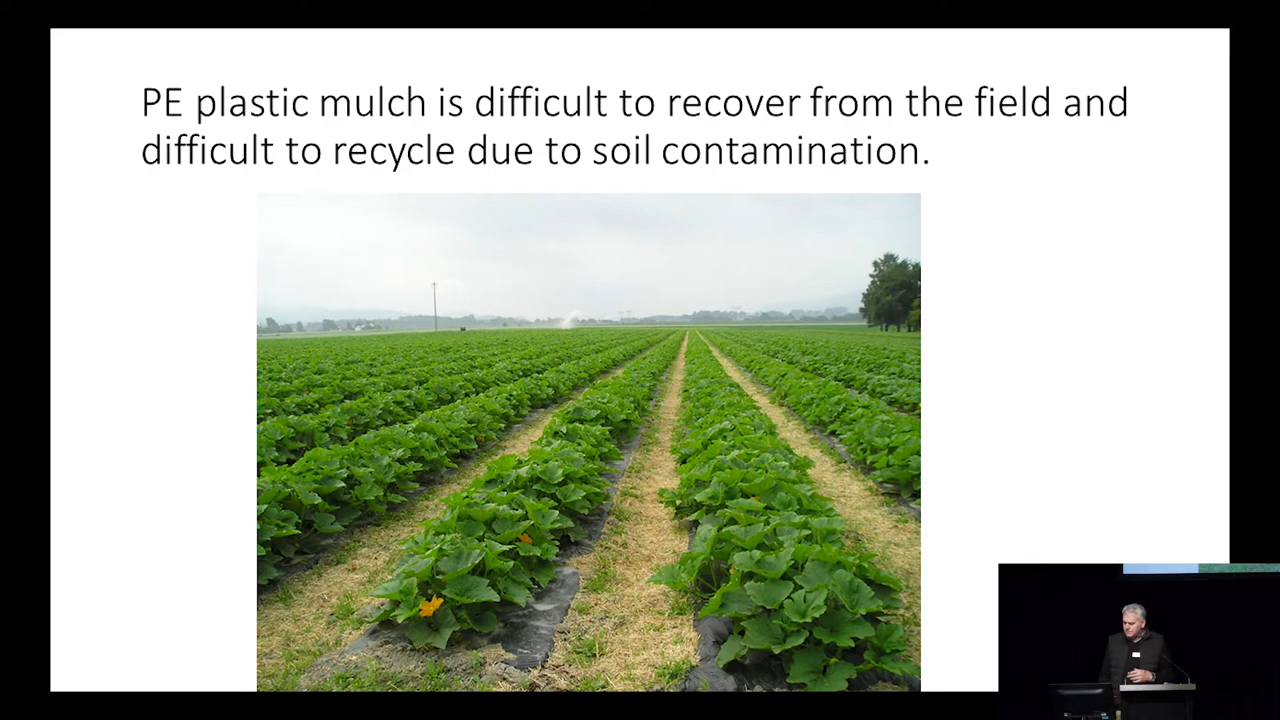 PE plastic mulch is difficult to recover from the field and
difficult to recycle due to soil contamination.